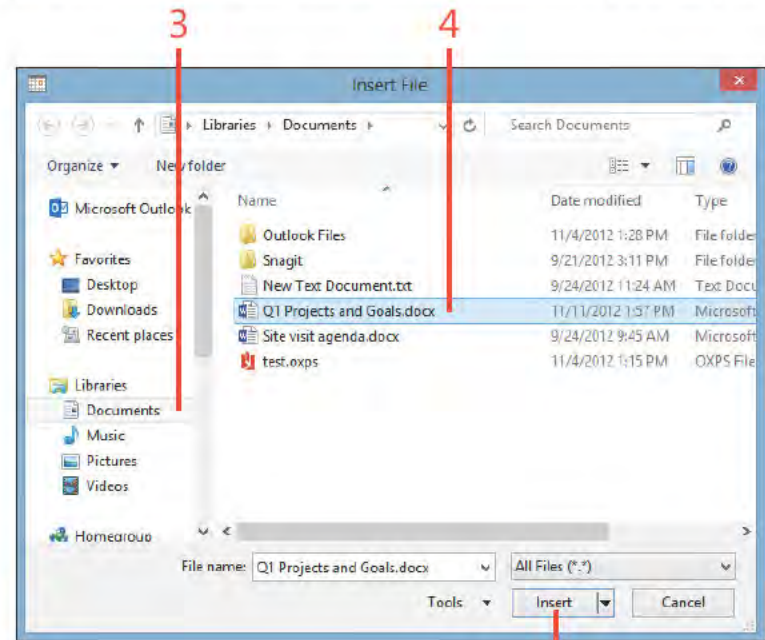 3 4
Insert File
Libraries Documents Search Documents
Organize New folder
Name Date modified Type
Microsoft Outlook
Outlook Files 11/4/2012 1:28 PM File folder
Favorites Snagit 9/21/2012 3:11 PM File folder
Desktop New Text Document.txt 9/24/2012 11:24 AM Text Docu
Downloads Q1 Projects and Goals.docx 11/11/2012 1:57 PM Microsoft
Recent places Site visit agenda.docx 9/24/2012 9:45 AM Microsoft
test.oxps 11/4/2012 1:15 PM OXPS File
Libraries
Documents
Music
Pictures
Videos
Homegroup
File name: Q1 Projects and Goals.docx All Files (*.*)
Tools Insert Cancel